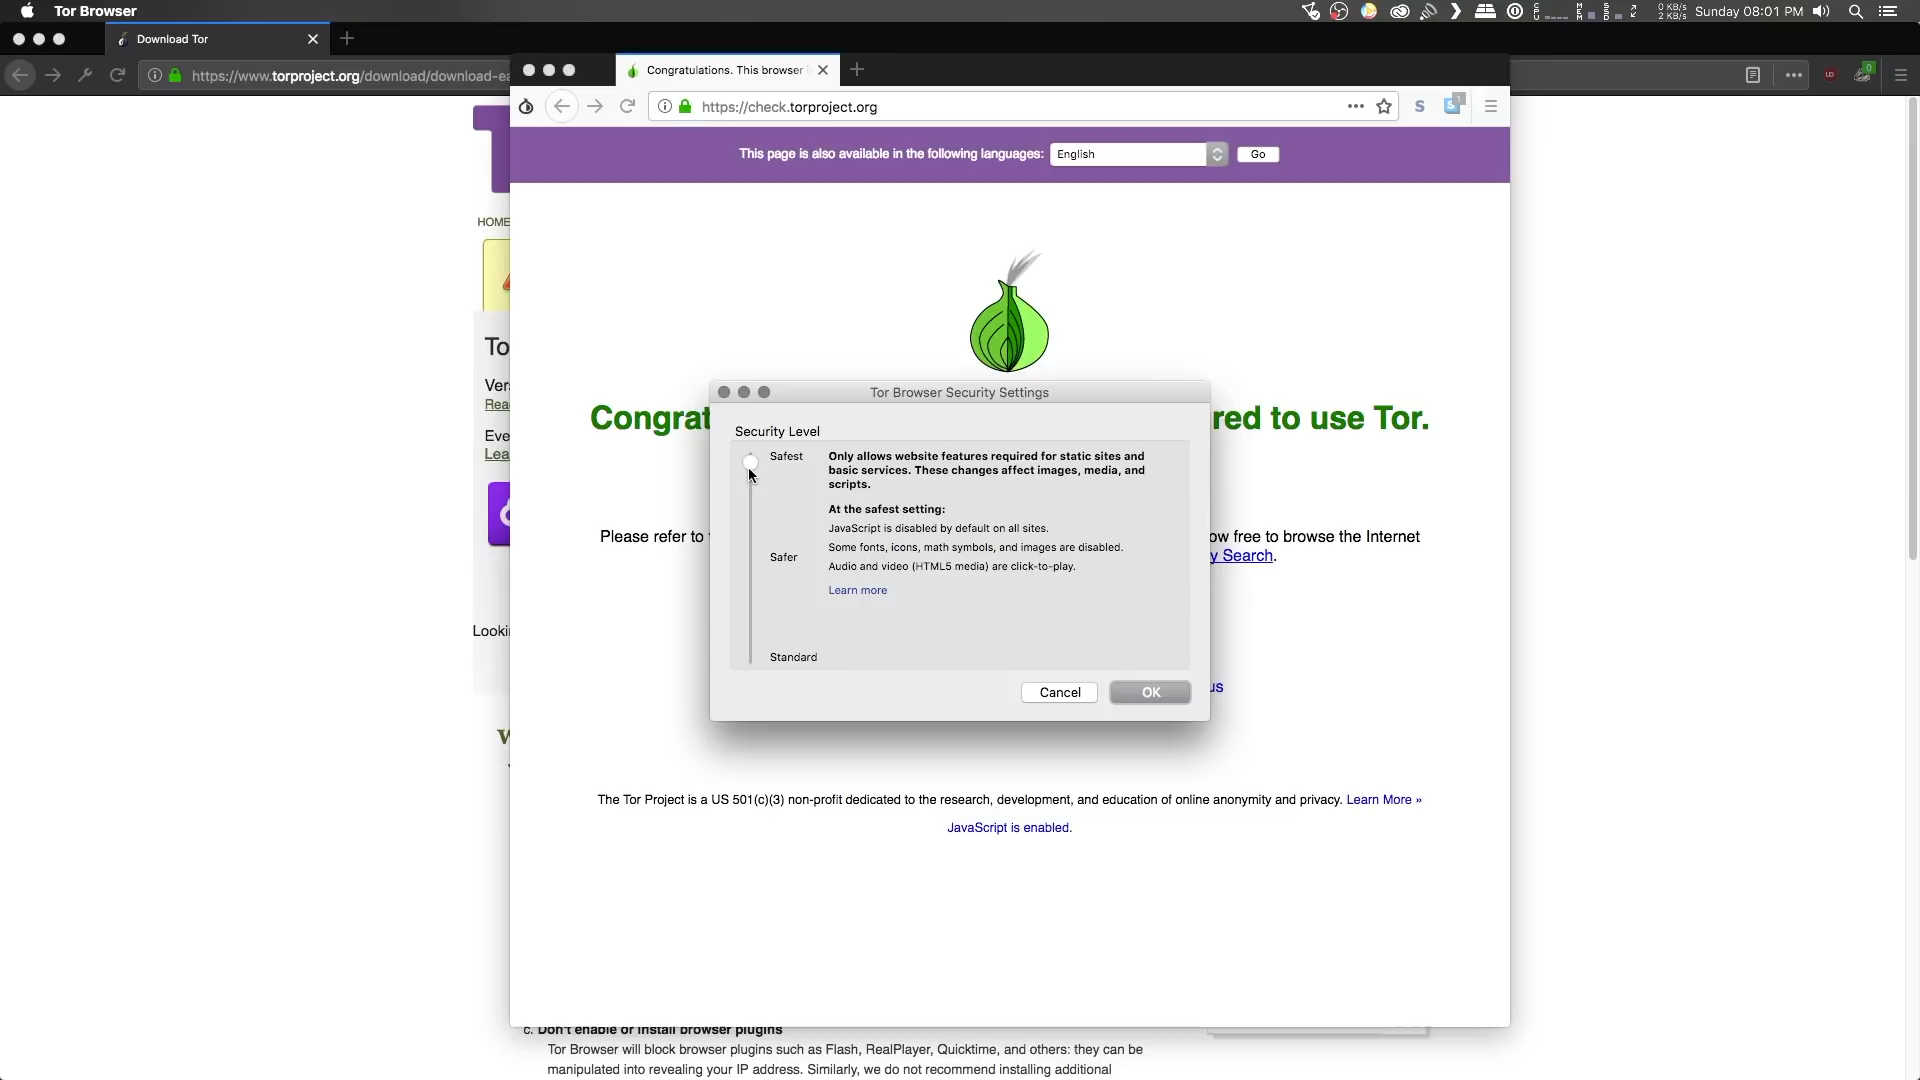 Tor Browser
0 KB/s
2 KB/s
Sunday 08:01 PM
Download Tor
https://www.torproject.org/download/download-ea
Congratulations. This browser i
https://check.torproject.org
This page is also available in the following languages:
English
Go
HOME
Congrat
red to use Tor.
To
Ver
Rea
Eve
Lea
Tor Browser Security Settings
Security Level
Safest
Only allows website features required for static sites and
basic services. These changes affect images, media, and
scripts.
At the safest setting:
JavaScript is disabled by default on all sites.
Some fonts, icons, math symbols, and images are disabled.
Safer
Audio and video (HTML5 media) are click-to-play.
Learn more
Standard
Cancel
OK
Please refer to
ow free to browse the Internet
y Search.
Looki
us
The Tor Project is a US 501(c)(3) non-profit dedicated to the research, development, and education of online anonymity and privacy. Learn More »
JavaScript is enabled.
c. Don't enable or install browser plugins
Tor Browser will block browser plugins such as Flash, RealPlayer, Quicktime, and others: they can be
manipulated into revealing your IP address. Similarly, we do not recommend installing additional